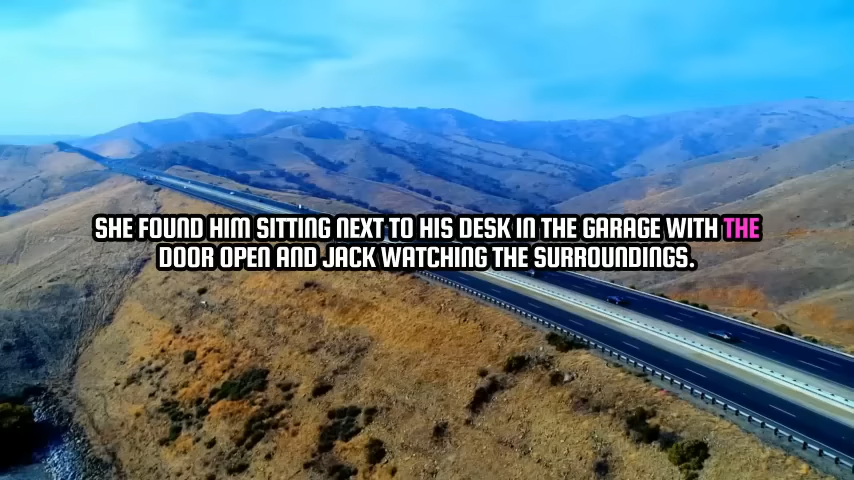 SHE FOUND HIM SITTING NEXT TO HIS DESK IN THE GARAGE WITH THE
DOOR OPEN AND JACK WATCHING THE SURROUNDINGS.